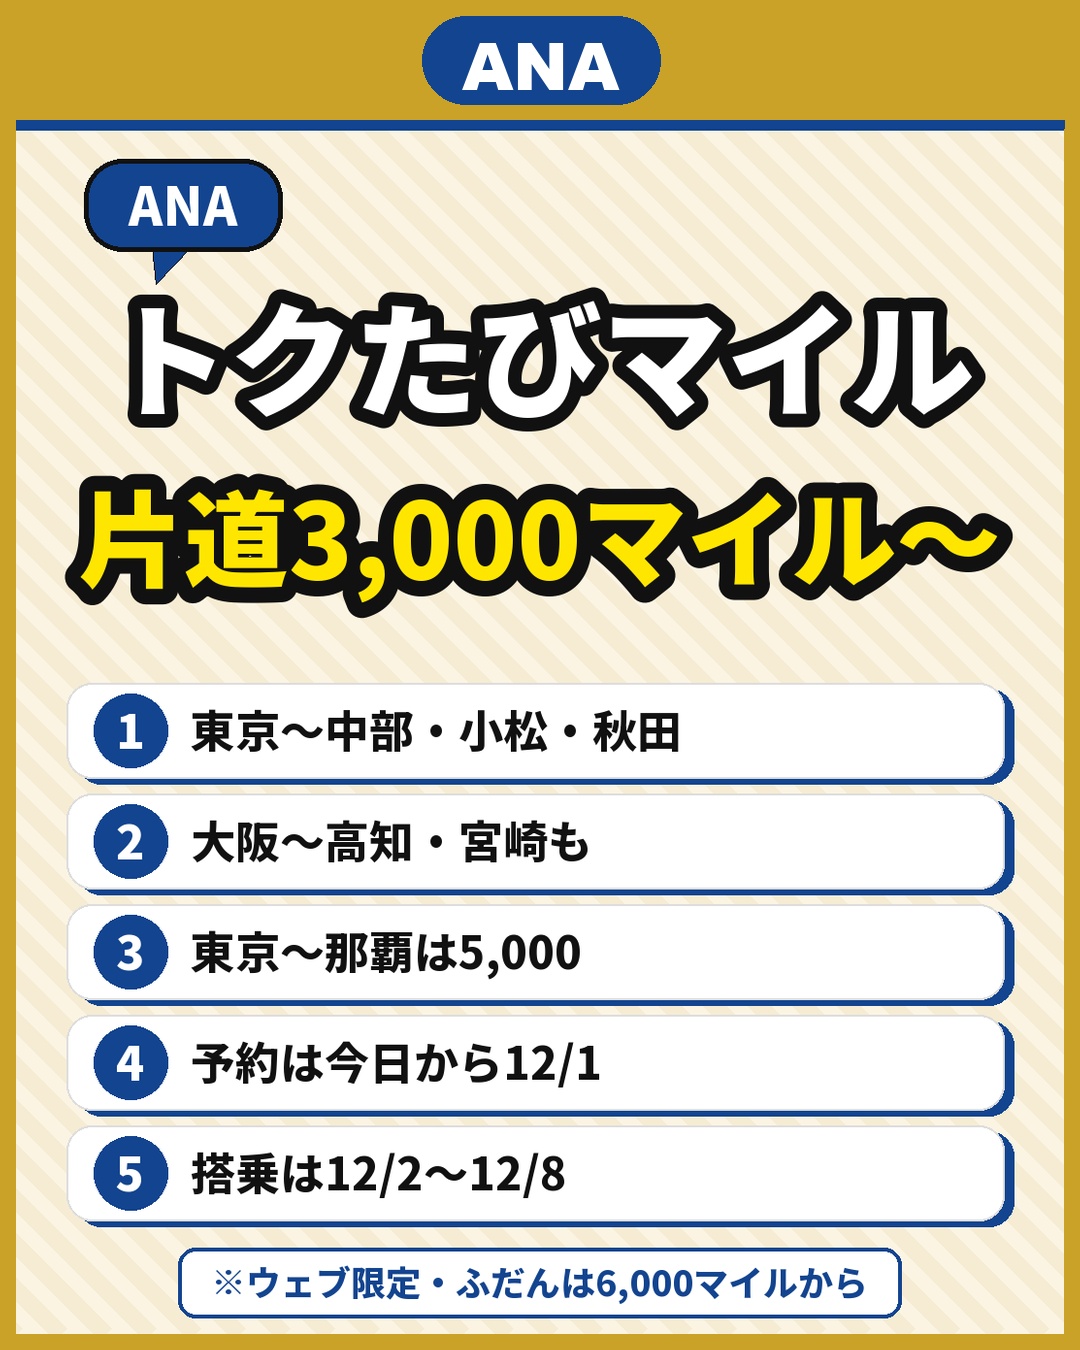 ANA
ANA
トクたびマイル
片道3,000マイル〜
1 東京〜中部・小松・秋田
2 大阪〜高知・宮崎も
3 東京〜那覇は5,000
4 予約は今日から12/1
5 搭乗は12/2〜12/8
※ウェブ限定・ふだんは6,000マイルから